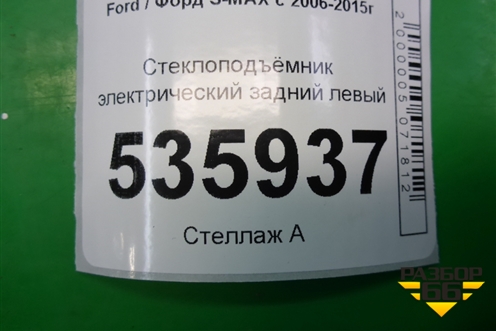 Ford / Форд S-MAX с 2006-2015г
Стеклоподъёмник
электрический задний левый
535937
Стеллаж А
2000005071812
РАЗБОР
66